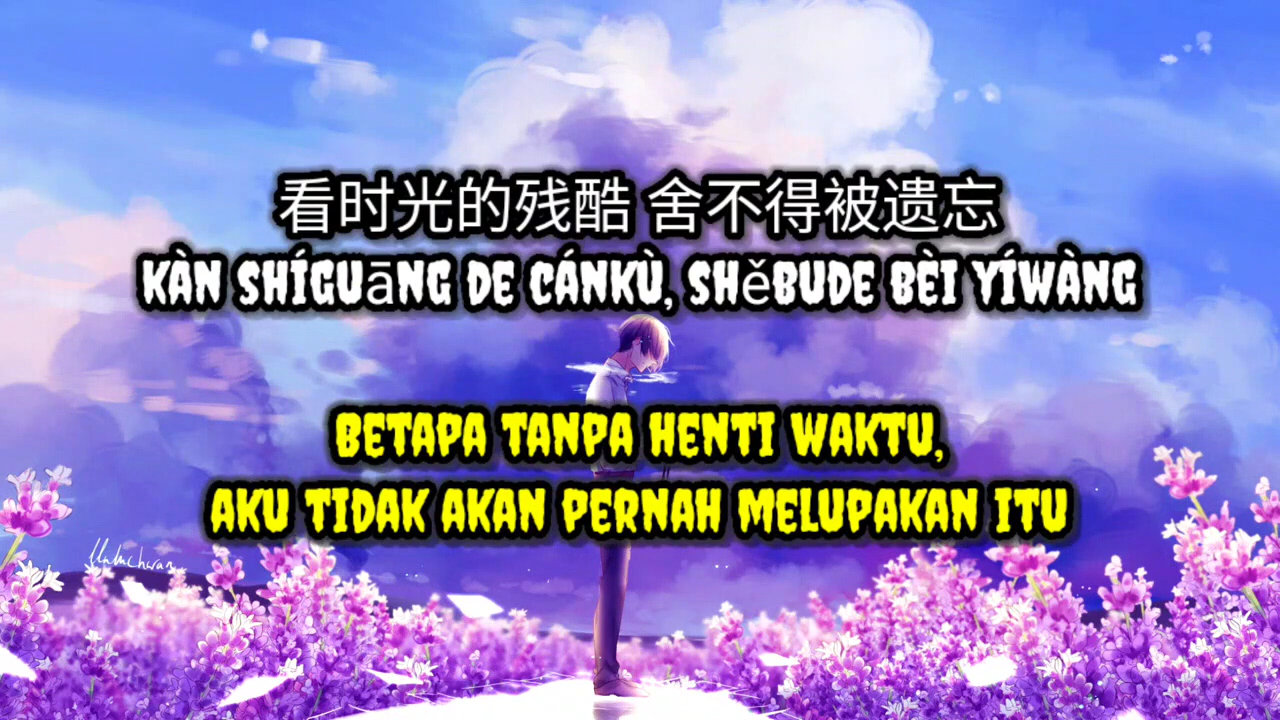 看时光的残酷 舍不得被遗忘
KÀN SHÍGUāNG DE CÁNKÙ, SHěBUDE BÈI YÍWÀNG
BETAPA TANPA HENTI WAKTU,
AKU TIDAK AKAN PERNAH MELUPAKAN ITU